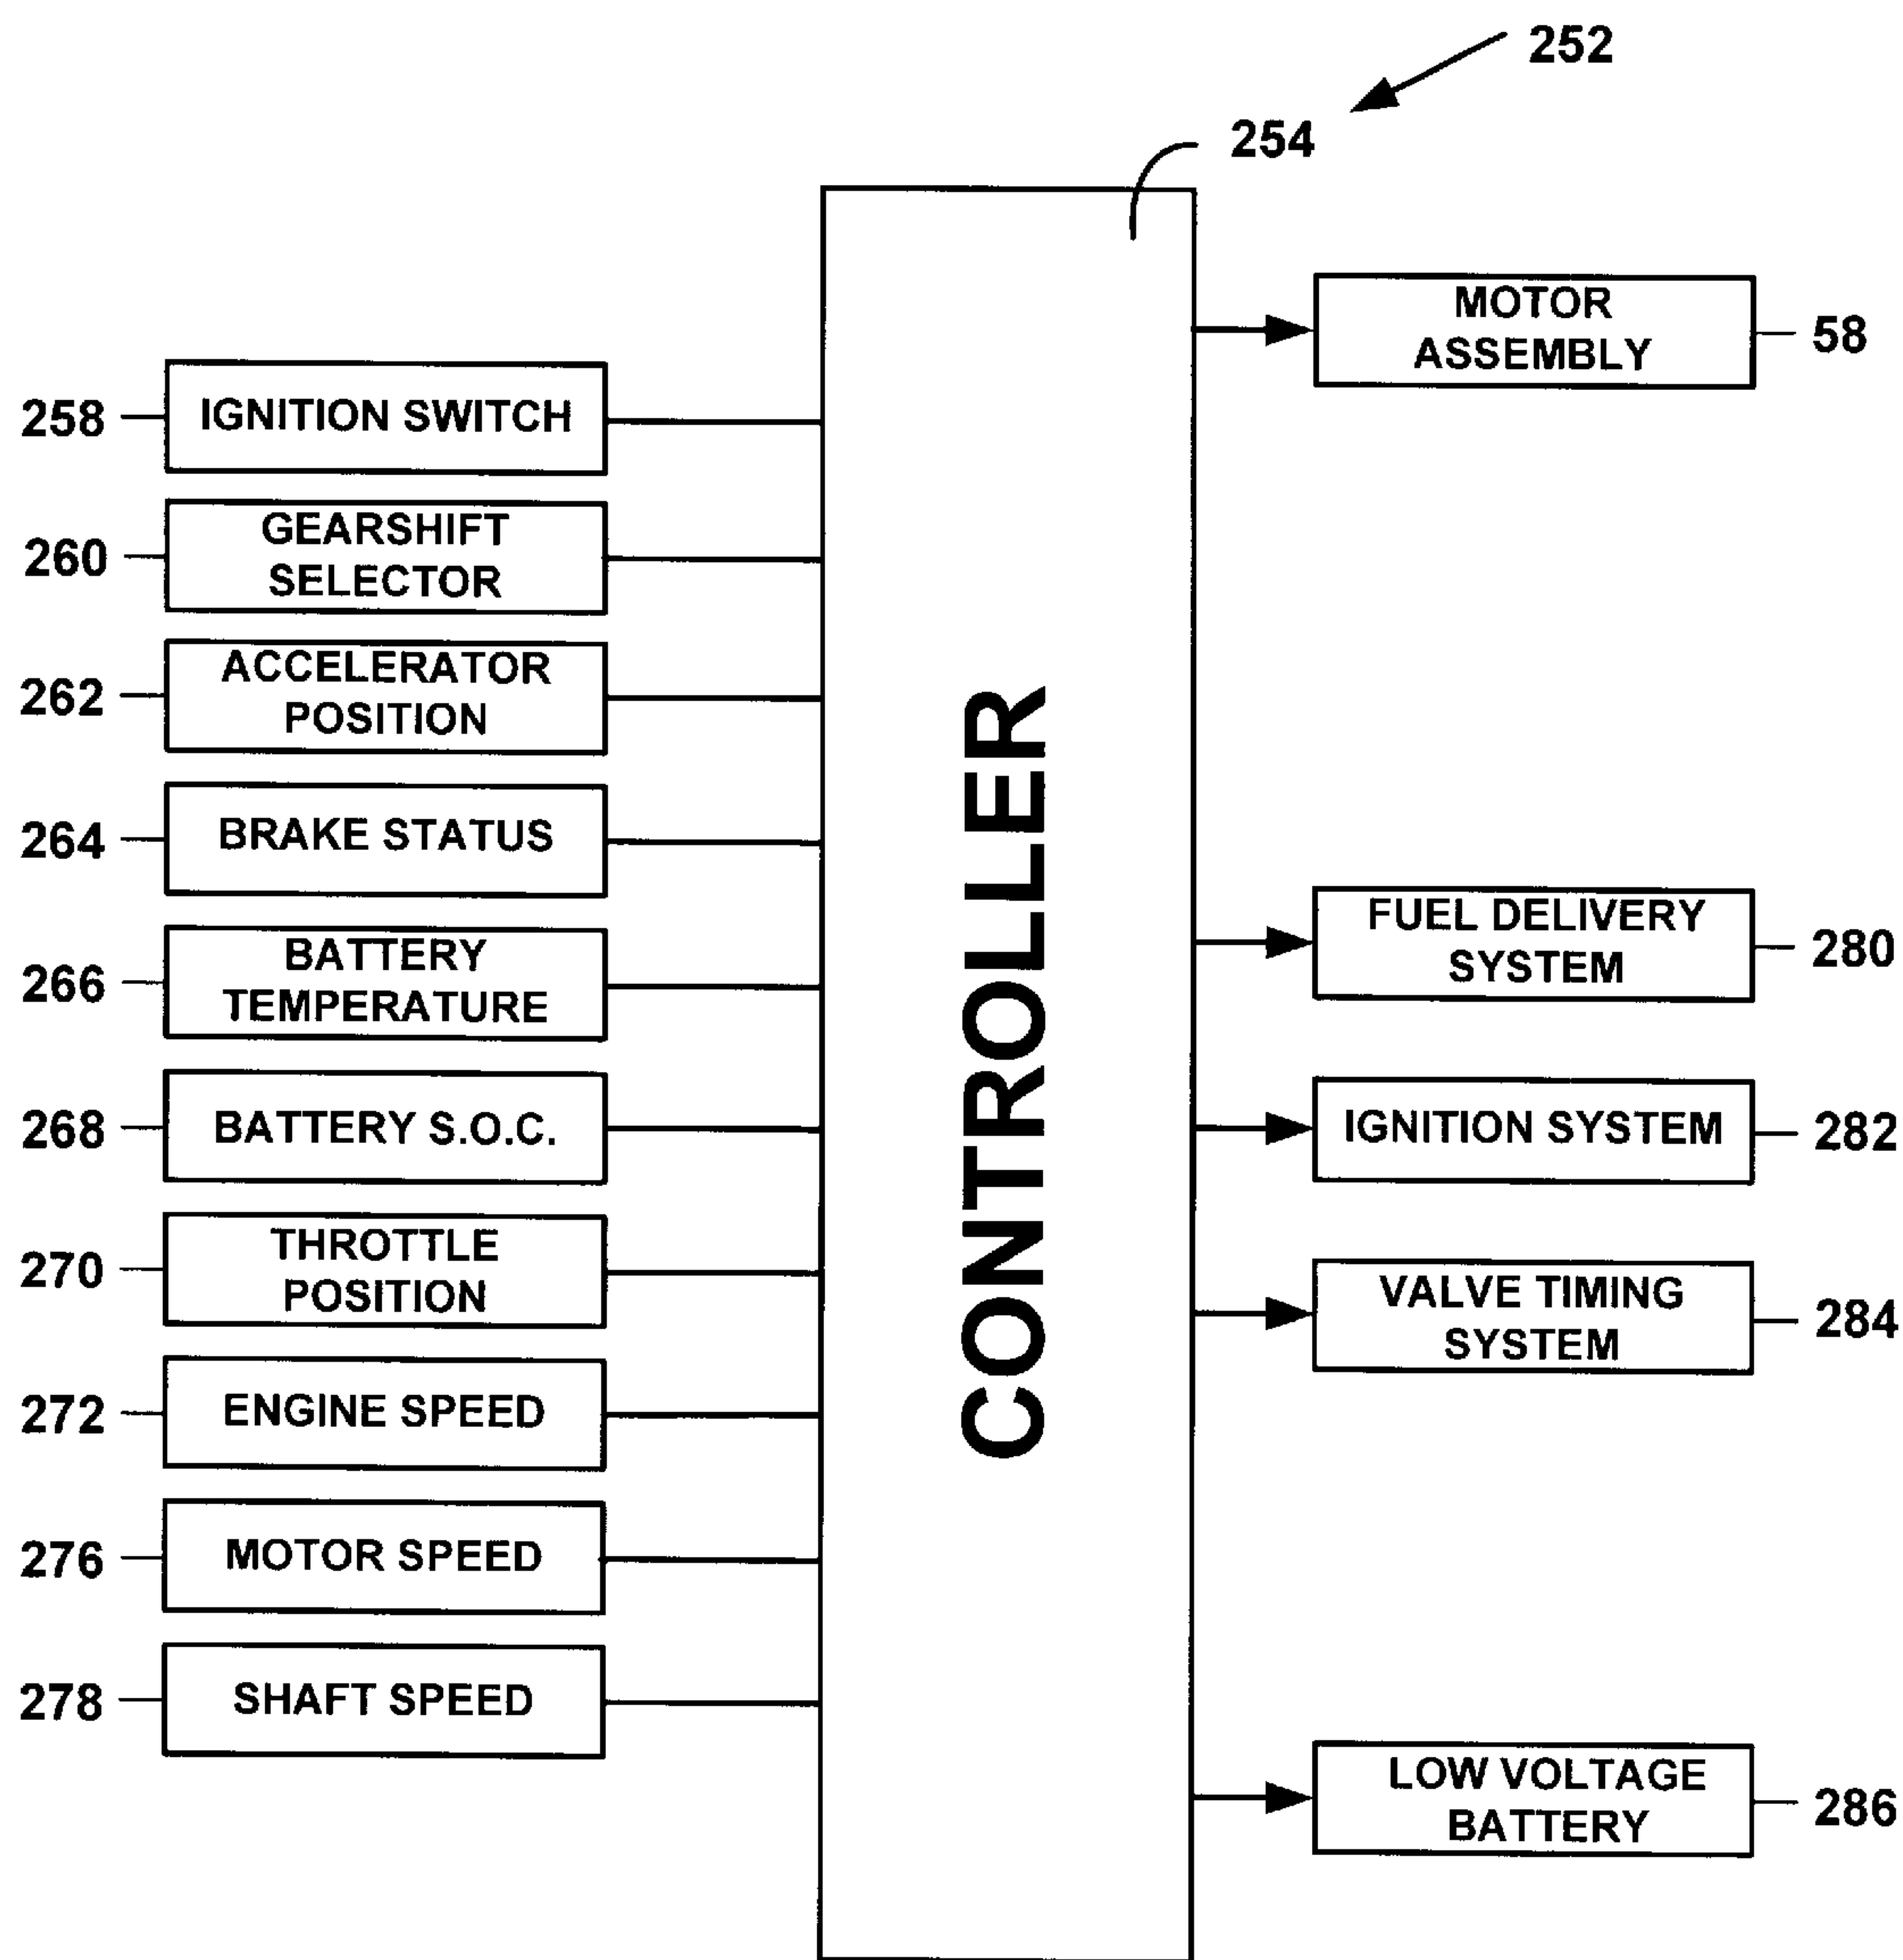 252
254
MOTOR
ASSEMBLY
58
258
IGNITION SWITCH
260
GEARSHIFT
SELECTOR
262
ACCELERATOR
POSITION
264
BRAKE STATUS
266
BATTERY
TEMPERATURE
268
BATTERY S.O.C.
270
THROTTLE
POSITION
272
ENGINE SPEED
276
MOTOR SPEED
278
SHAFT SPEED
CONTROLLER
FUEL DELIVERY
SYSTEM
280
IGNITION SYSTEM
282
VALVE TIMING
SYSTEM
284
LOW VOLTAGE
BATTERY
286